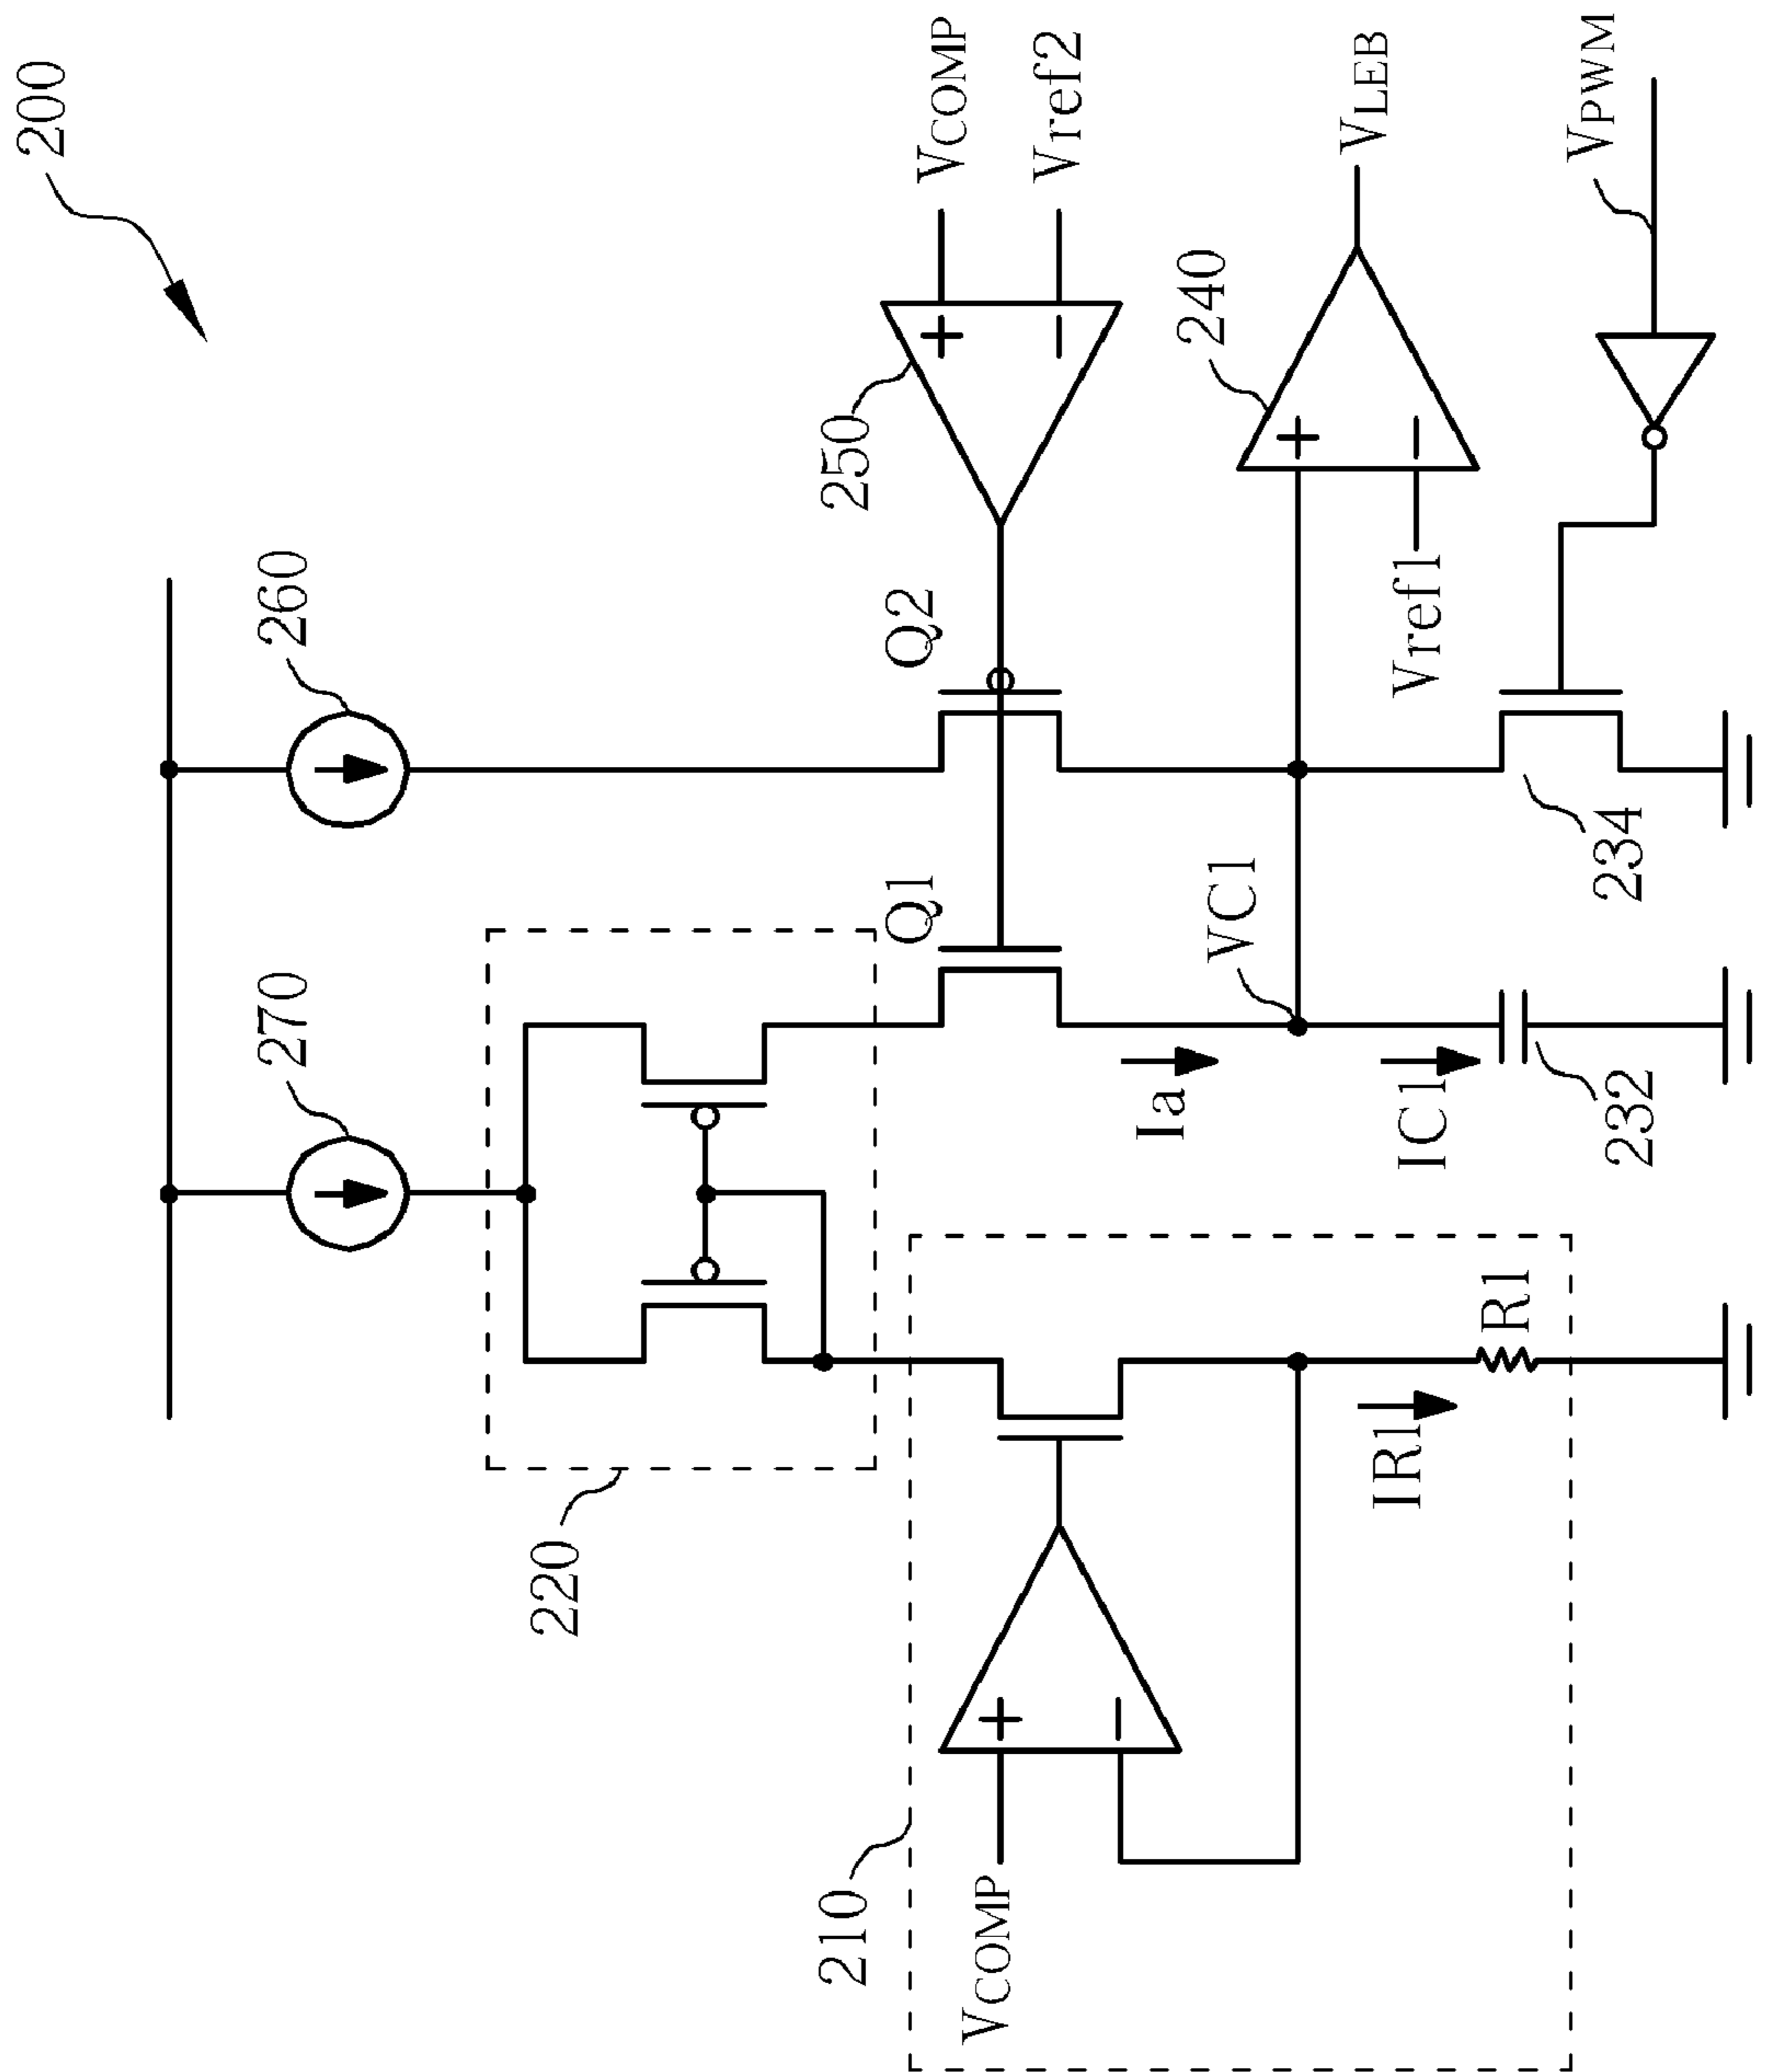 200
270
260
220
Q1
Q2
250
VCOMP
Vref2
210
VCOMP
Ia
VC1
240
VLEB
Vref1
IR1
R1
IC1
232
234
VPWM